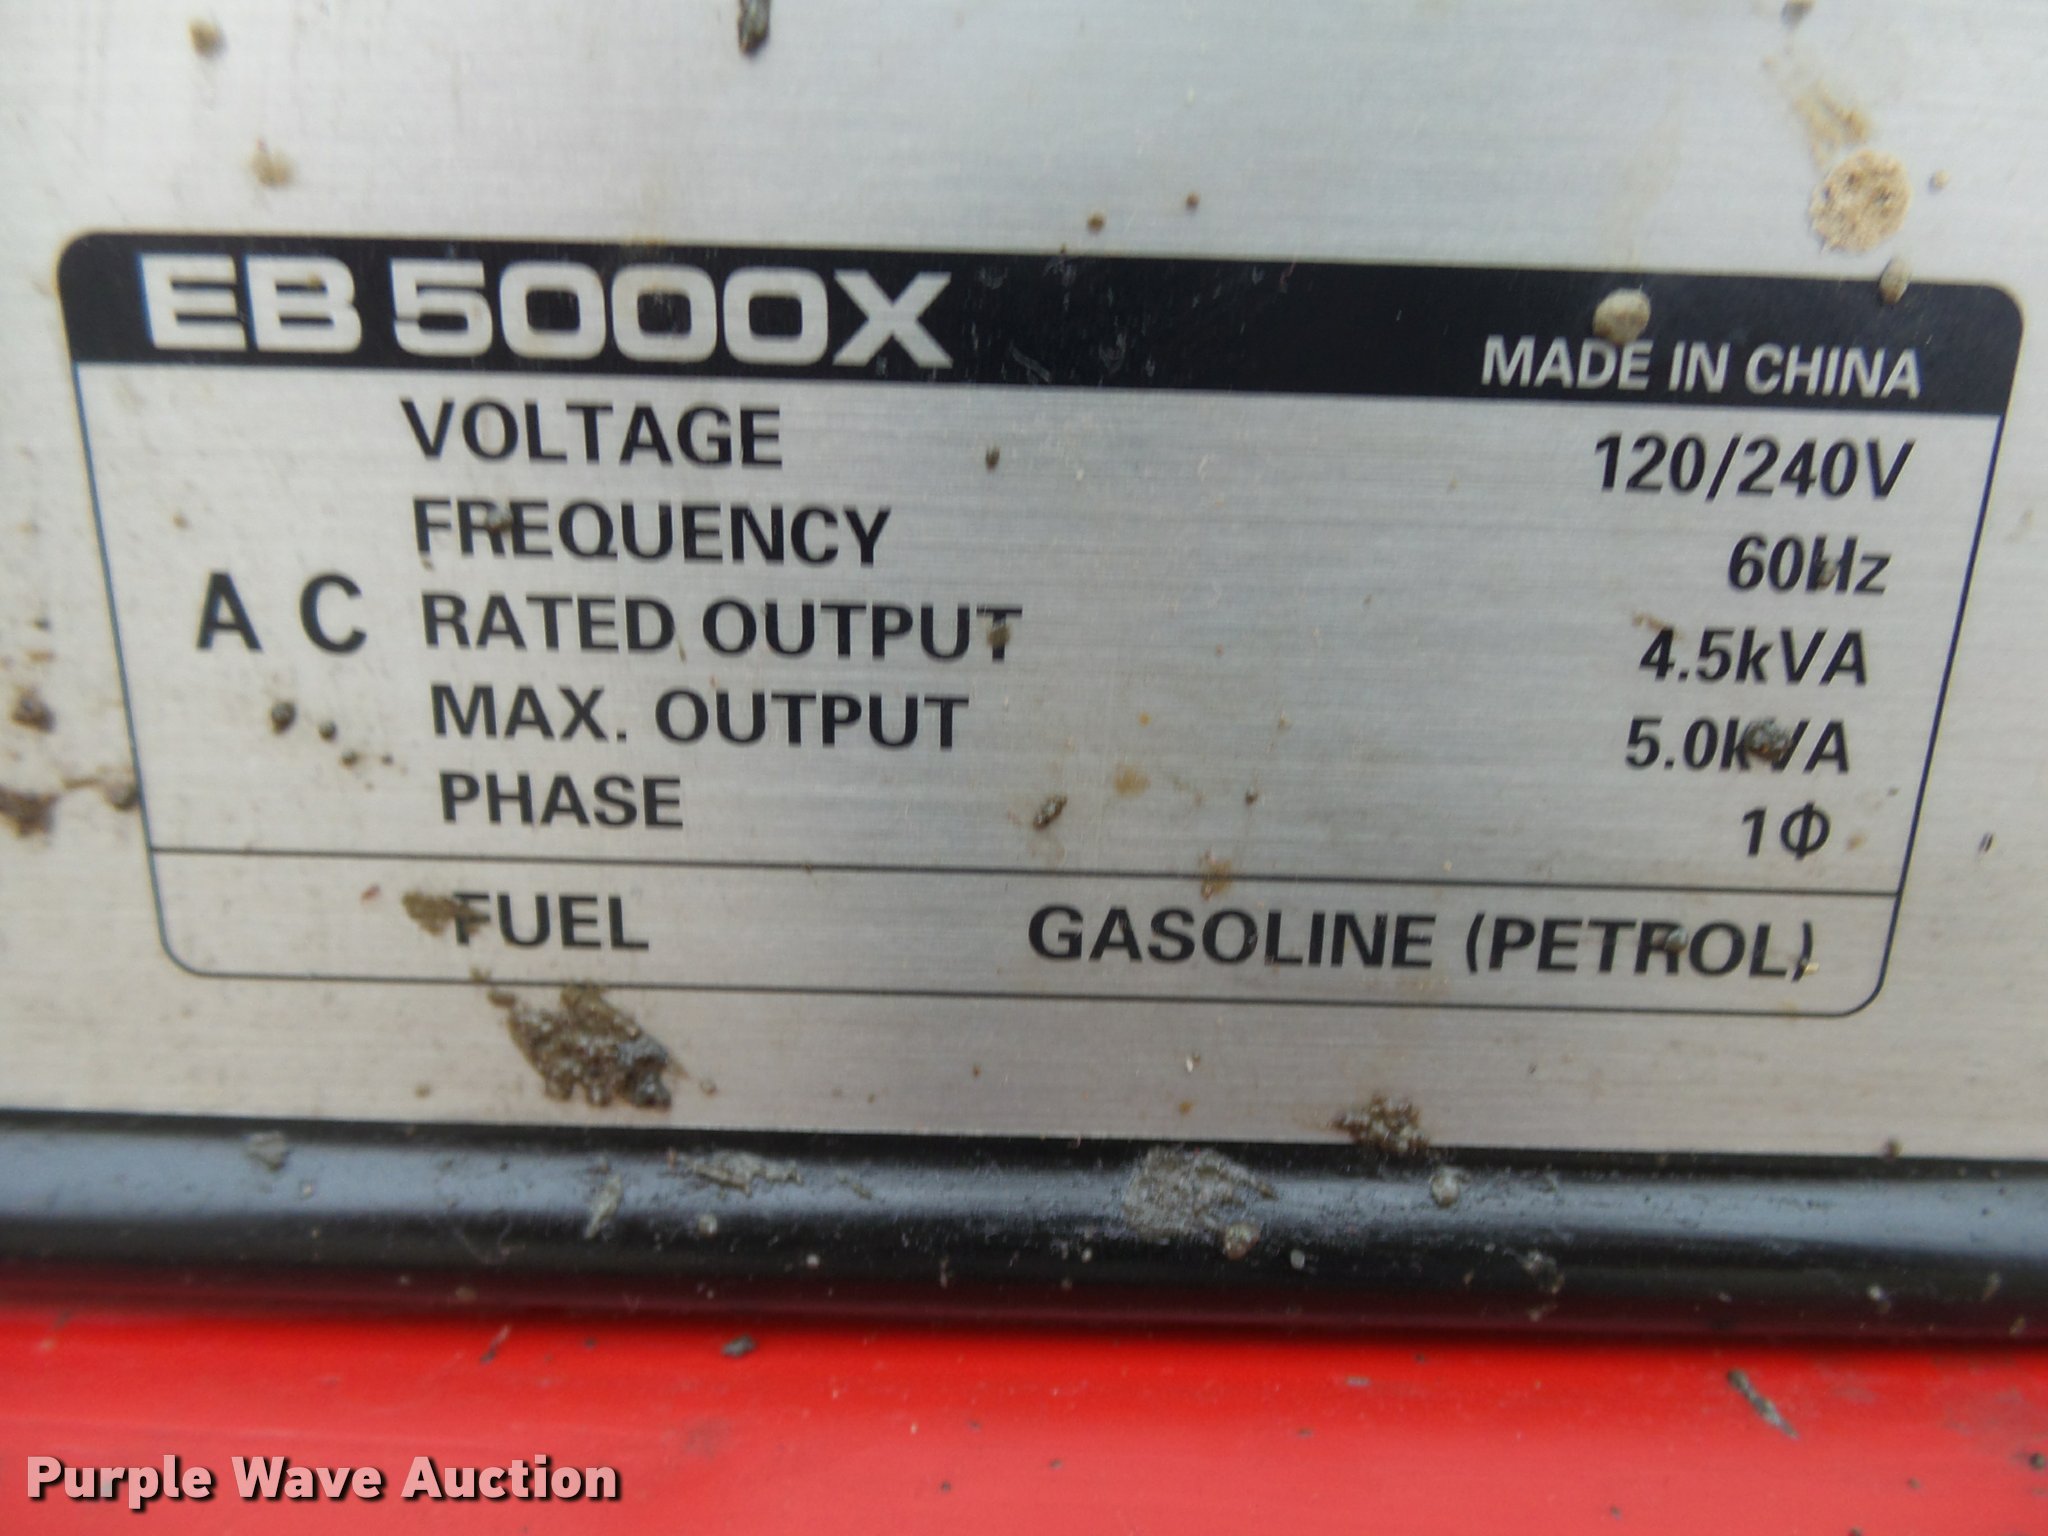 EB 5000X MADE IN CHINA
VOLTAGE 120/240V
FREQUENCY 60Hz
AC RATED OUTPUT 4.5kVA
MAX. OUTPUT 5.0kVA
PHASE 1Φ
FUEL GASOLINE (PETROL)
Purple Wave Auction